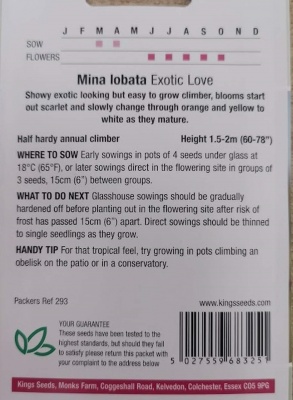 J F M A M J J A S O N D
SOW
FLOWERS
Mina lobata Exotic Love
Showy exotic looking but easy to grow climber, blooms start
out scarlet and slowly change through orange and yellow to
white as they mature.
Half hardy annual climber Height 1.5-2m (60-78")
WHERE TO SOW Early sowings in pots of 4 seeds under glass at
18°C (65°F), or later sowings direct in the flowering site in groups of
3 seeds, 15cm (6") between groups.
WHAT TO DO NEXT Glasshouse sowings should be gradually
hardened off before planting out in the flowering site after risk of
frost has passed 15cm (6") apart. Direct sowings should be thinned
to single seedlings as they grow.
HANDY TIP For that tropical feel, try growing in pots climbing an
obelisk on the patio or in a conservatory.
Packers Ref 293 www.kingsseeds.com
YOUR GUARANTEE
These seeds have been tested to the
highest standards, but should they fail
to satisfy please return this packet with
your complaint to the address below
5 027559 683251
Kings Seeds, Monks Farm, Coggeshall Road, Kelvedon, Colchester, Essex CO5 9PG